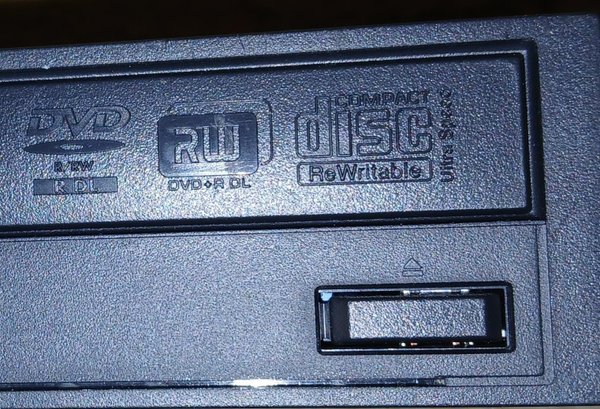 DVD
R/RW
R DL
RW
DVD+R DL
COMPACT
disc
ReWritable
Ultra Speed